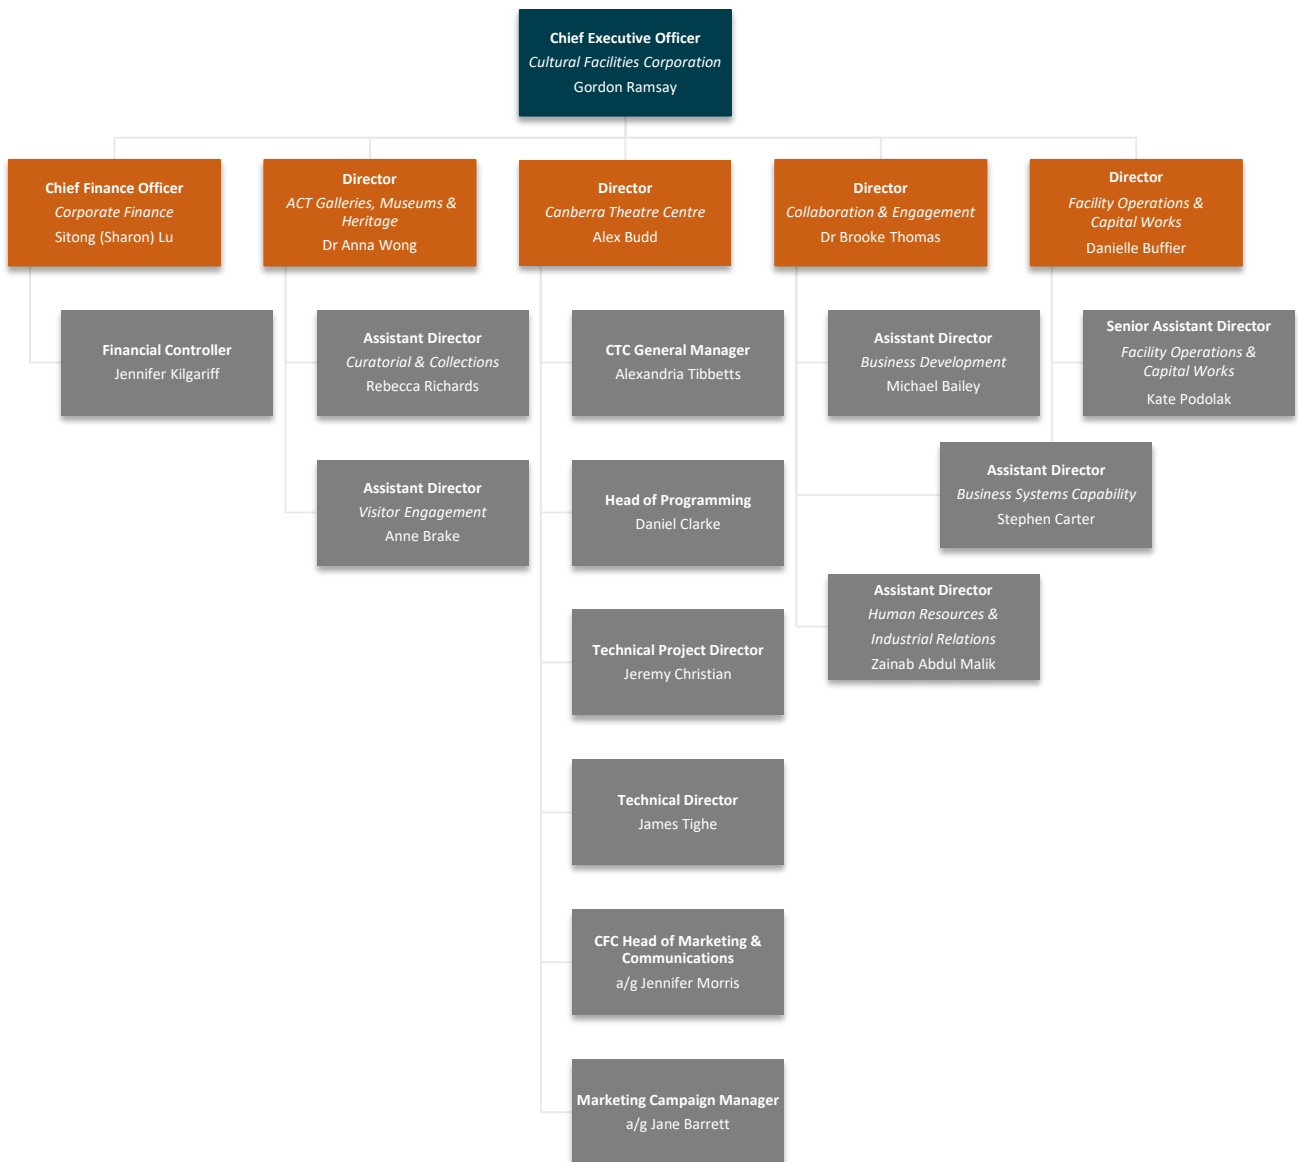 Chief Executive Officer
Cultural Facilities Corporation
Gordon Ramsay
Chief Finance Officer
Corporate Finance
Sitong (Sharon) Lu
Director
ACT Galleries, Museums &
Heritage
Dr Anna Wong
Director
Canberra Theatre Centre
Alex Budd
Director
Collaboration & Engagement
Dr Brooke Thomas
Director
Facility Operations &
Capital Works
Danielle Buffier
Financial Controller
Jennifer Kilgariff
Assistant Director
Curatorial & Collections
Rebecca Richards
CTC General Manager
Alexandria Tibbetts
Asisstant Director
Business Development
Michael Bailey
Senior Assistant Director
Facility Operations &
Capital Works
Kate Podolak
Assistant Director
Visitor Engagement
Anne Brake
Head of Programming
Daniel Clarke
Assistant Director
Business Systems Capability
Stephen Carter
Technical Project Director
Jeremy Christian
Assistant Director
Human Resources &
Industrial Relations
Zainab Abdul Malik
Technical Director
James Tighe
CFC Head of Marketing &
Communications
a/g Jennifer Morris
Marketing Campaign Manager
a/g Jane Barrett